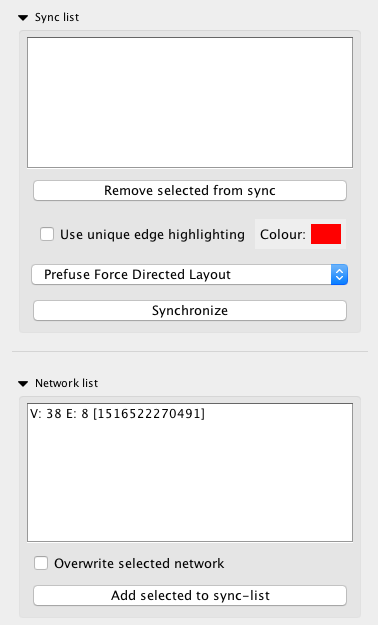 Sync list
Remove selected from sync
Use unique edge highlighting Colour:
Prefuse Force Directed Layout
Synchronize
Network list
V: 38 E: 8 [1516522270491]
Overwrite selected network
Add selected to sync-list